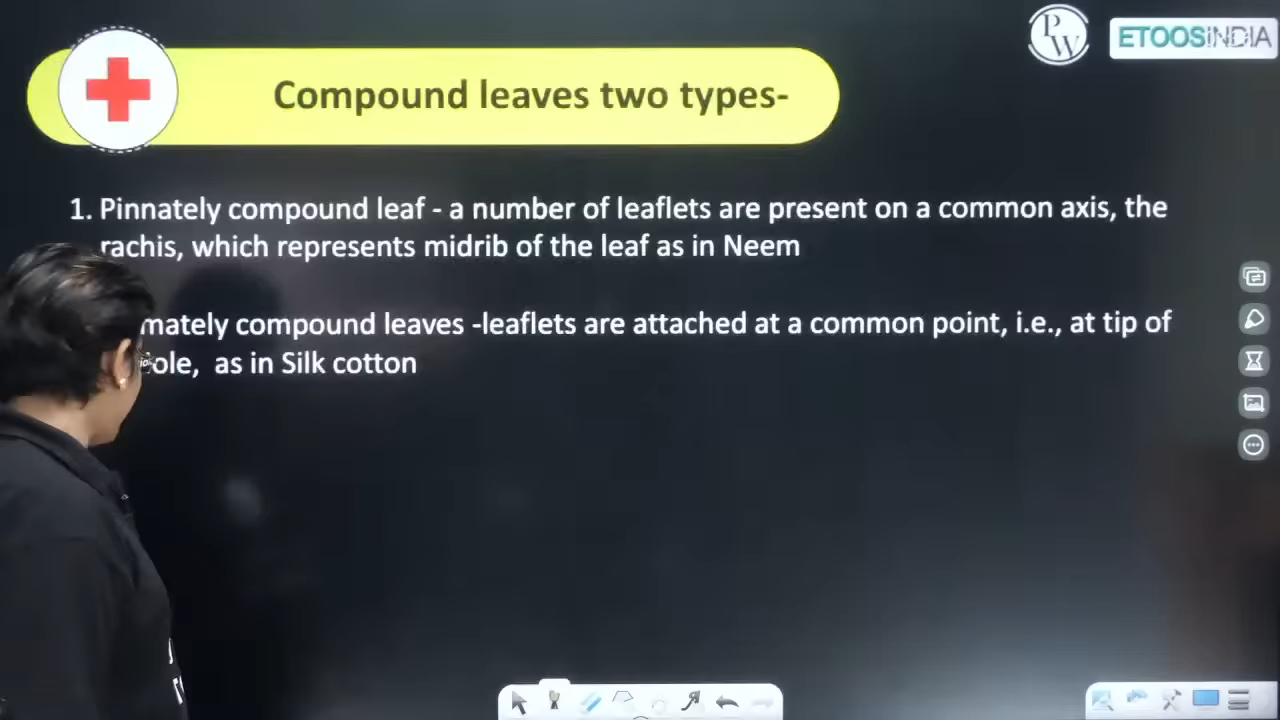 PW
ETOOSINDIA
Compound leaves two types-
1. Pinnately compound leaf - a number of leaflets are present on a common axis, the
rachis, which represents midrib of the leaf as in Neem
mately compound leaves -leaflets are attached at a common point, i.e., at tip of
ole, as in Silk cotton